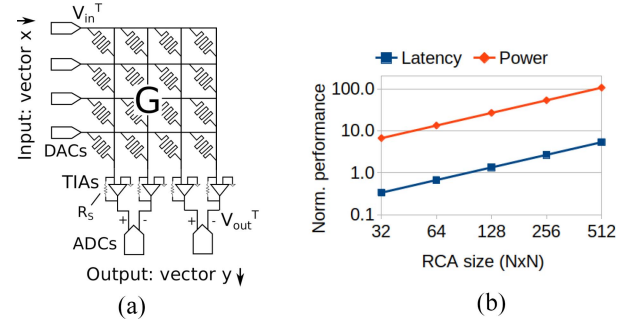 V_in^T
Input: vector x
G
DACs
TIAs
R_S
+ - + -
V_out^T
ADCs
Output: vector y
(a)
Latency Power
Norm. performance
100.0
10.0
1.0
0.1
32 64 128 256 512
RCA size (NxN)
(b)